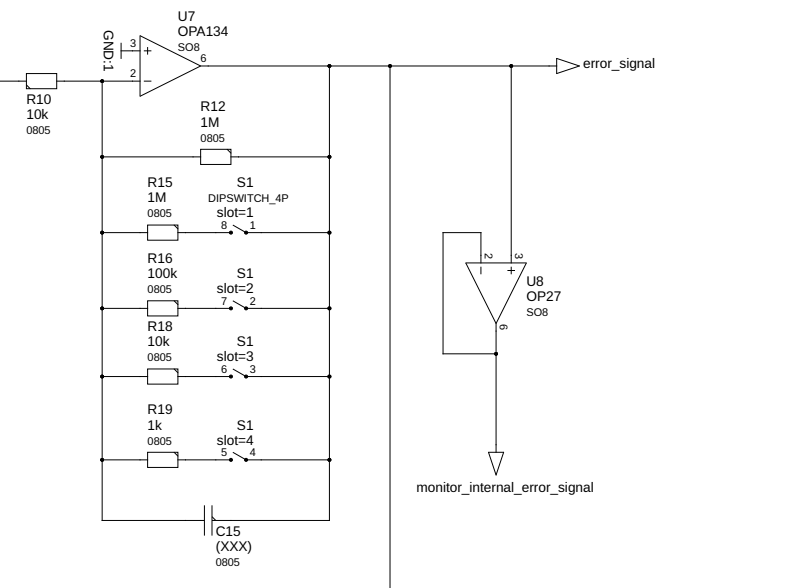 U7
OPA134
SO8
GND:1
3
+
2
−
6
error_signal
R10
10k
0805
R12
1M
0805
R15
1M
0805
S1
DIPSWITCH_4P
slot=1
8
1
R16
100k
0805
S1
slot=2
7
2
R18
10k
0805
S1
slot=3
6
3
R19
1k
0805
S1
slot=4
5
4
C15
(XXX)
0805
2
3
−
+
U8
OP27
SO8
6
monitor_internal_error_signal